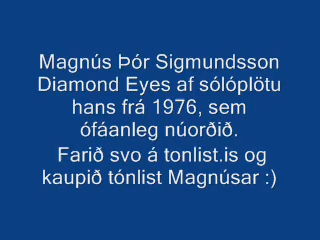 Magnús Þór Sigmundsson
Diamond Eyes af sólóplötu
hans frá 1976, sem
ófáanleg núorðið.
Farið svo á tonlist.is og
kaupið tónlist Magnúsar :)